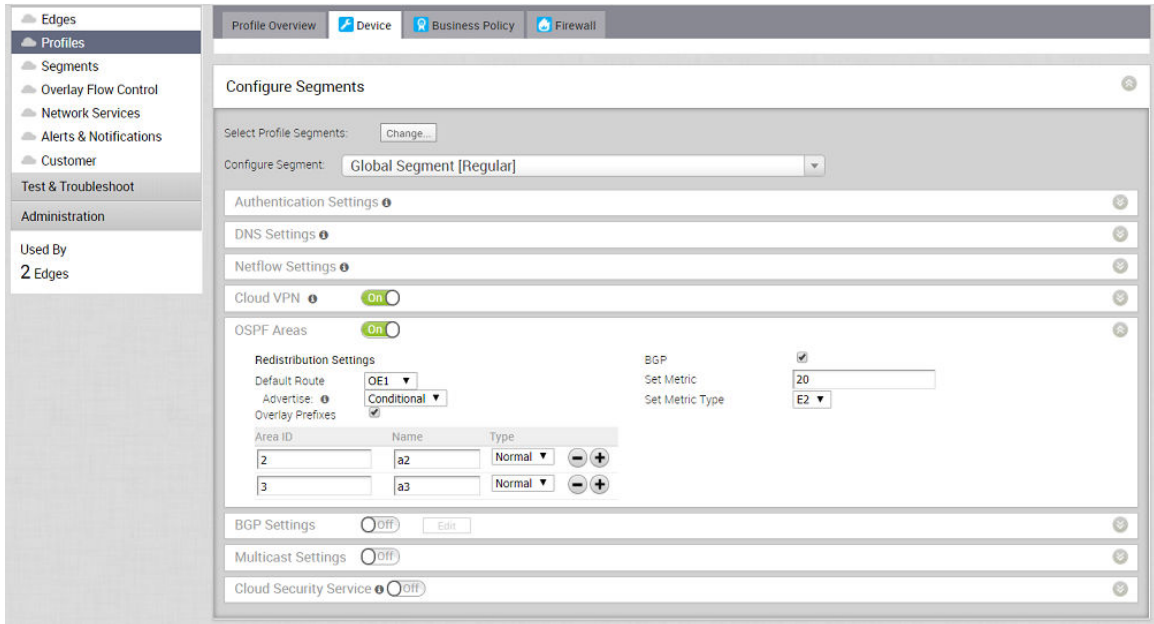 Edges
Profiles
Segments
Overlay Flow Control
Network Services
Alerts & Notifications
Customer
Test & Troubleshoot
Administration
Used By
2 Edges
Profile Overview Device Business Policy Firewall
Configure Segments
Select Profile Segments: Change...
Configure Segment: Global Segment [Regular]
Authentication Settings
DNS Settings
Netflow Settings
Cloud VPN On
OSPF Areas On
Redistribution Settings
Default Route OE1
Advertise: Conditional
Overlay Prefixes
BGP
Set Metric 20
Set Metric Type E2
Area ID Name Type
2 a2 Normal
3 a3 Normal
BGP Settings Off Edit
Multicast Settings Off
Cloud Security Service Off